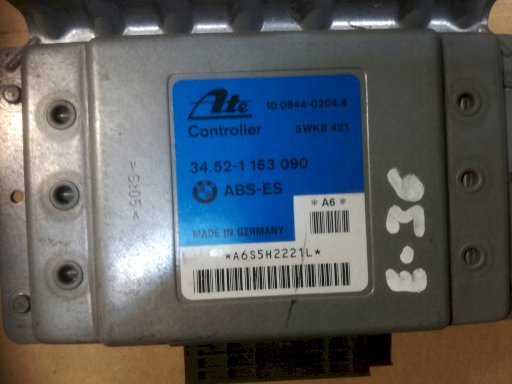 Ate
10.0944-0204.4
Controller
5WK8 421
34.52-1 163 090
ABS-ES
* A6 *
MADE IN GERMANY
*A6S5H2221L*
E.36